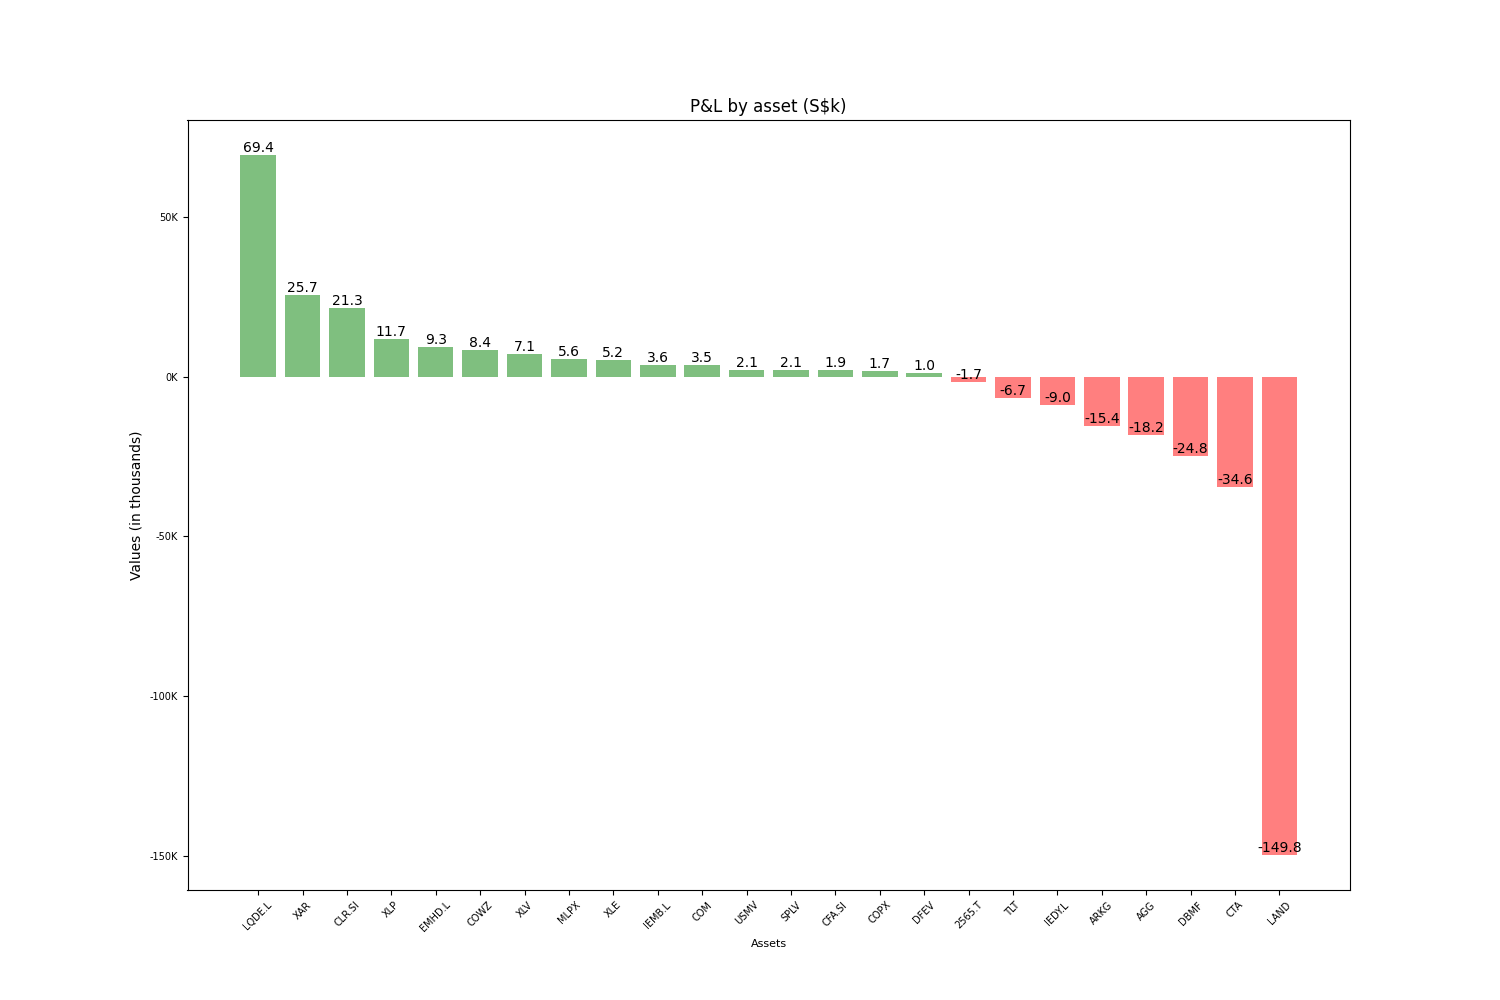 P&L by asset (S$k)
69.4
25.7
21.3
11.7
9.3
8.4
7.1
5.6
5.2
3.6
3.5
2.1
2.1
1.9
1.7
1.0
-1.7
-6.7
-9.0
-15.4
-18.2
-24.8
-34.6
-149.8
50K
0K
-50K
-100K
-150K
Values (in thousands)
LQDE.L
XAR
CLR.SI
XLP
EMHD.L
COWZ
XLV
MLPX
XLE
IEMB.L
COM
USMV
SPLV
CFA.SI
COPX
DFEV
2565.T
TLT
IEDY.L
ARKG
AGG
DBMF
CTA
LAND
Assets